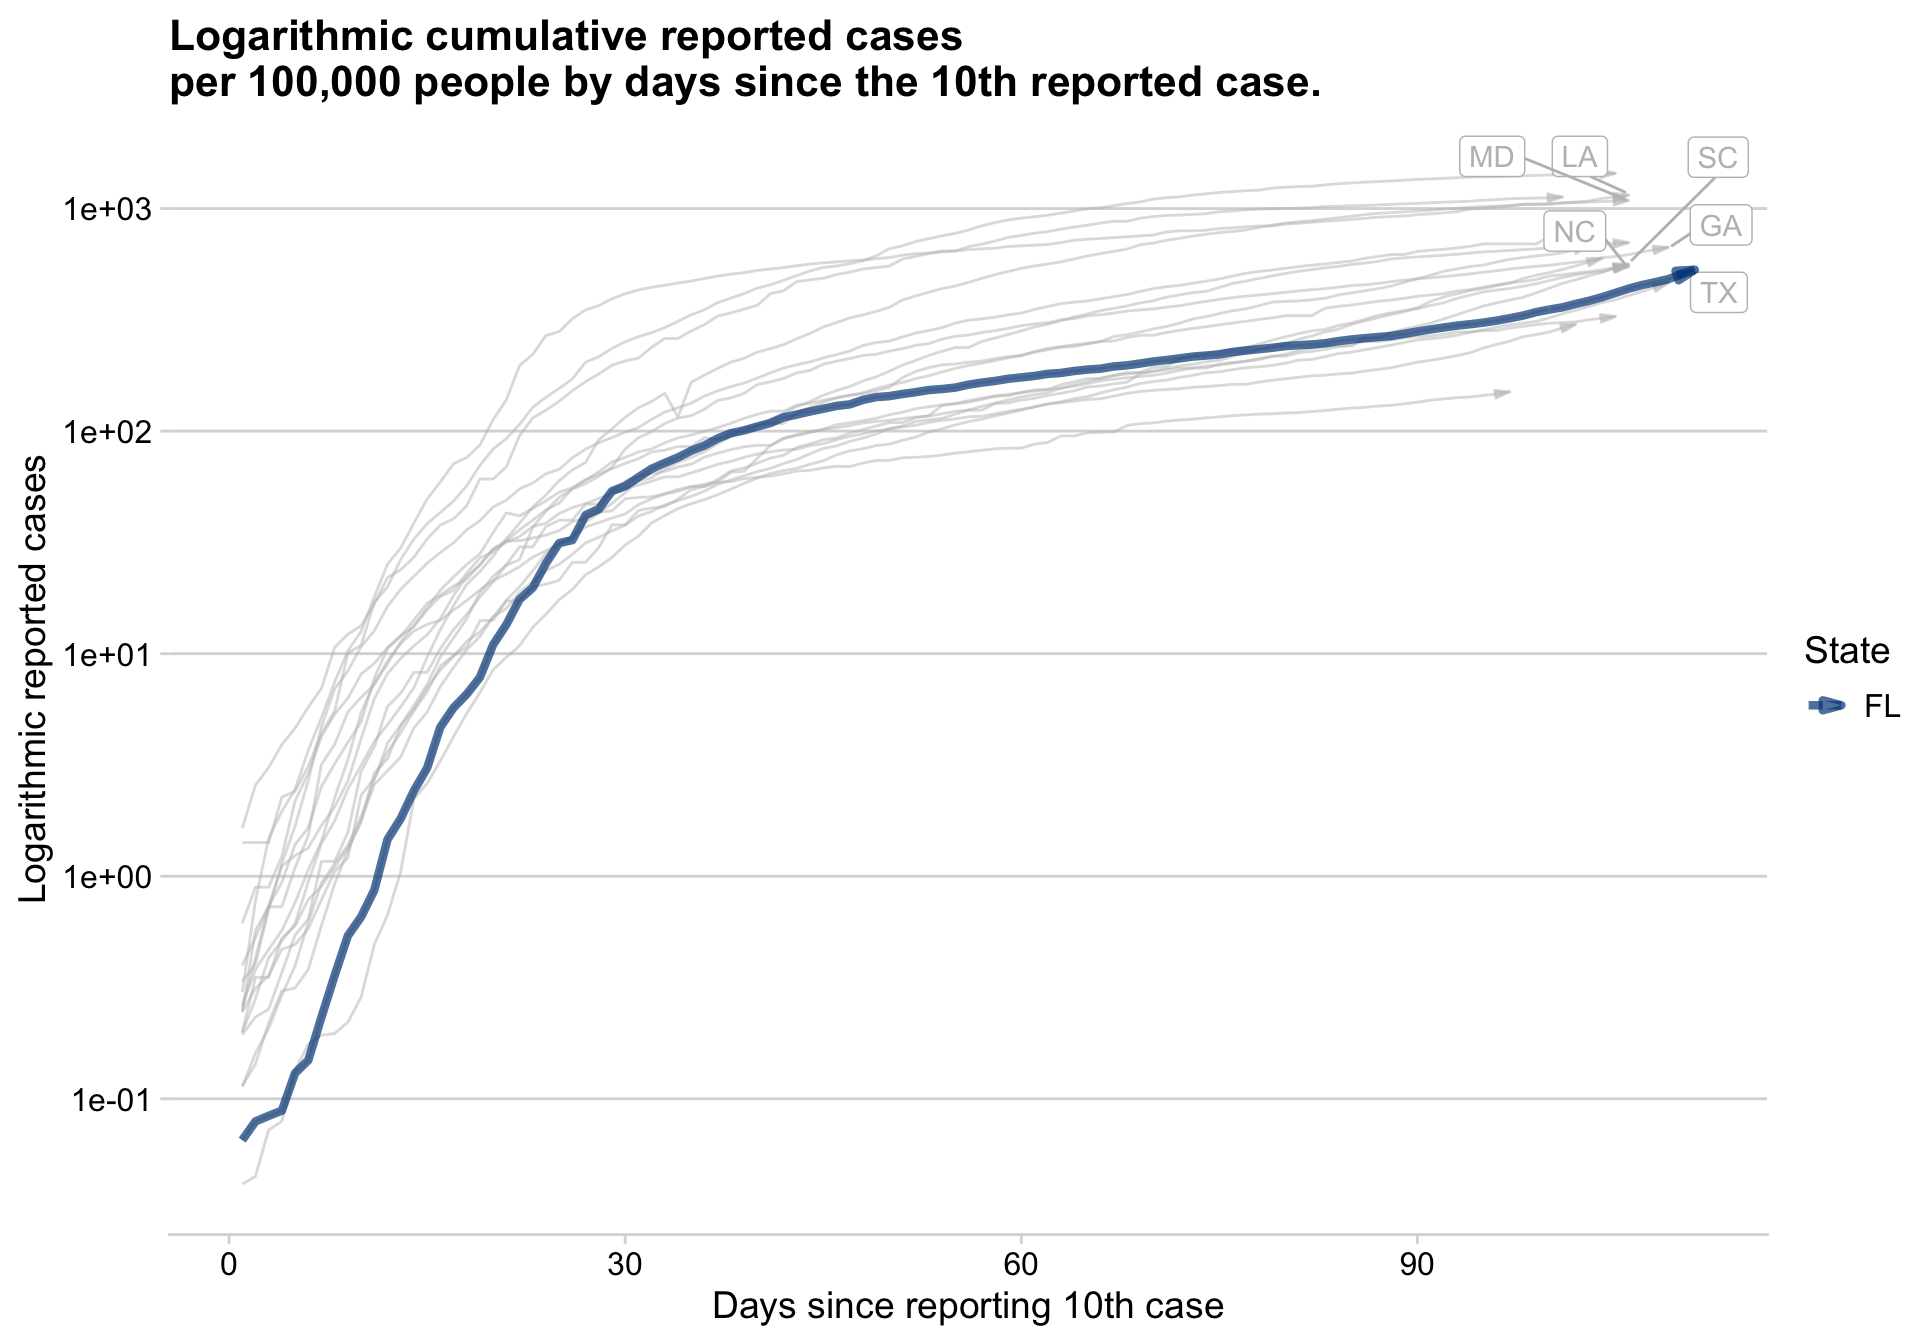 Logarithmic cumulative reported cases
per 100,000 people by days since the 10th reported case.
MD
LA
SC
1e+03
NC
GA
TX
1e+02
Logarithmic reported cases
1e+01
State
FL
1e+00
1e-01
0
30
60
90
Days since reporting 10th case